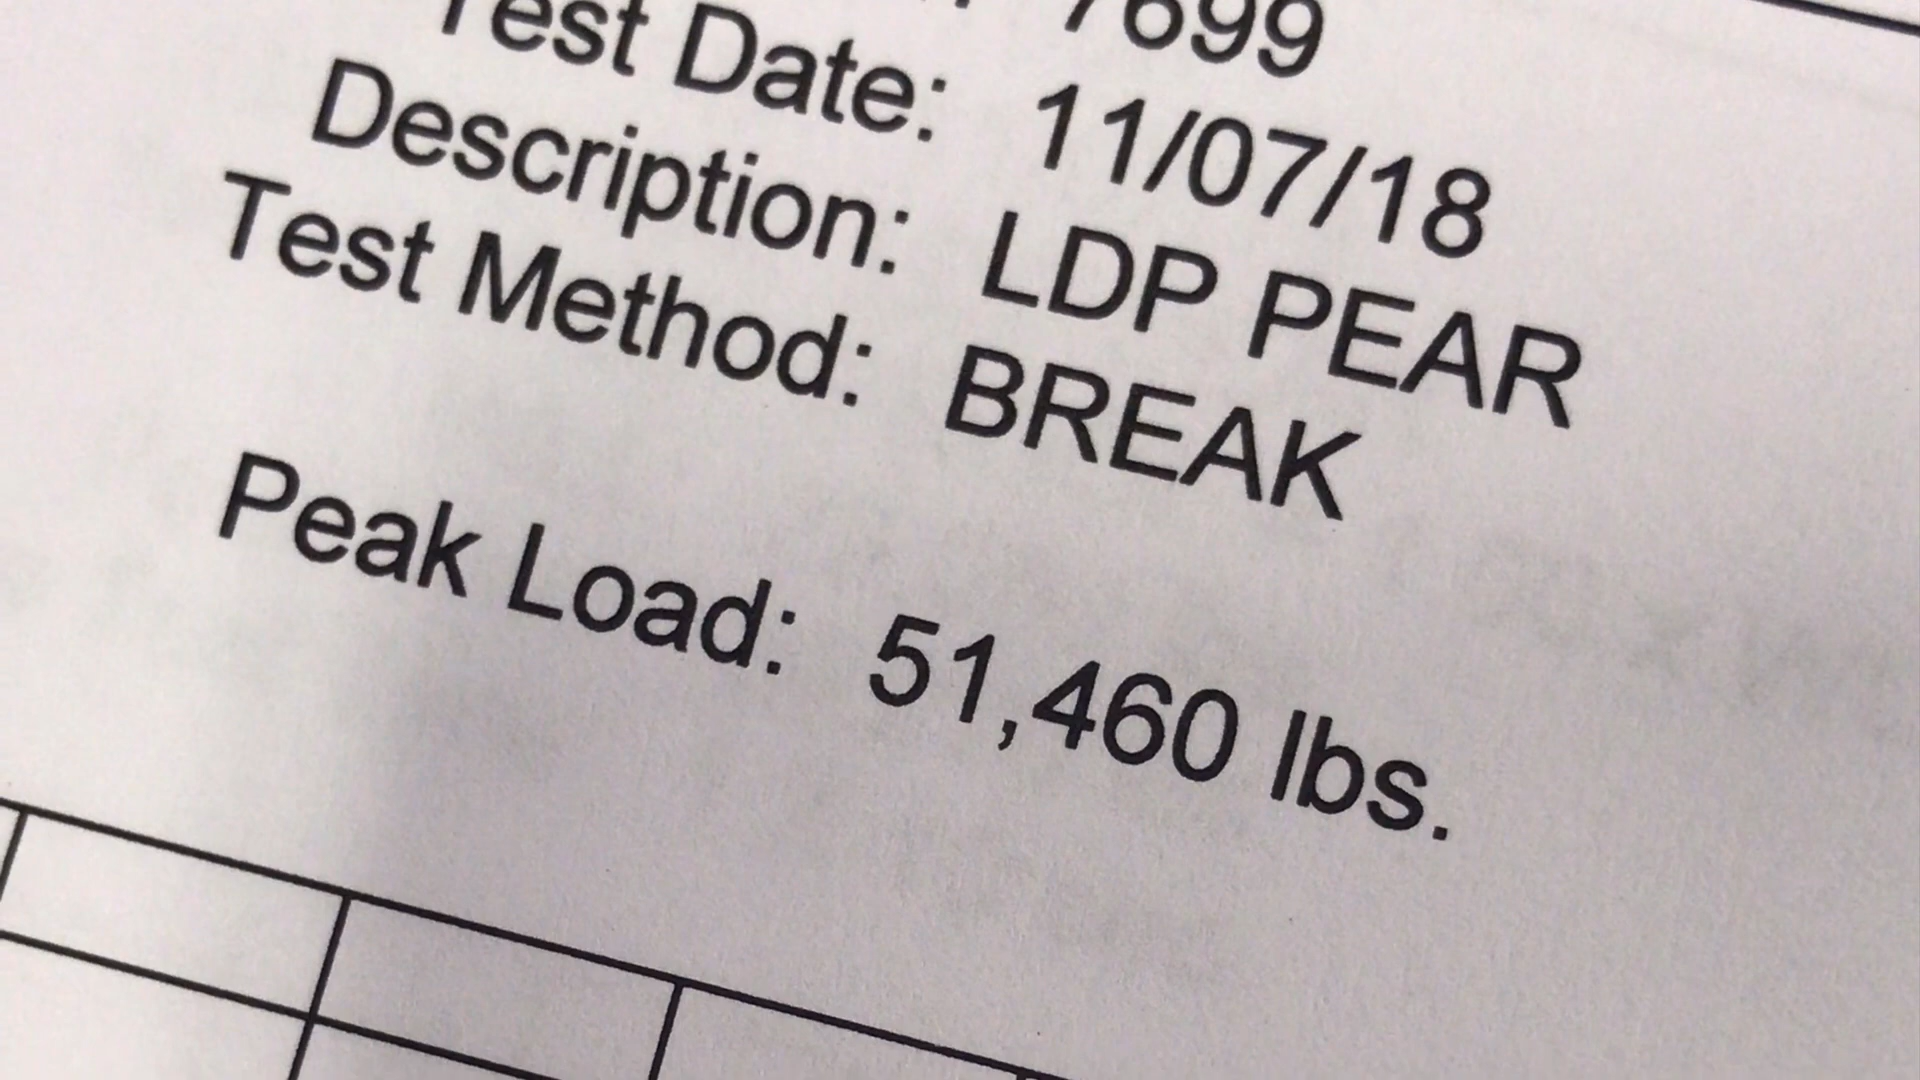 7699
Test Date: 11/07/18
Description: LDP PEAR
Test Method: BREAK
Peak Load: 51,460 lbs.